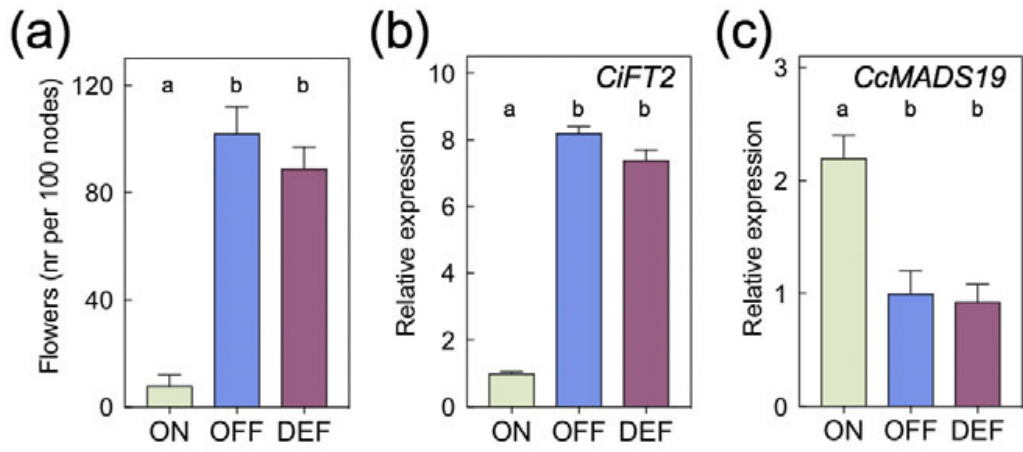 (a)
Flowers (nr per 100 nodes)
120
80
40
0
a b b
ON OFF DEF
(b)
Relative expression
10
8
6
4
2
0
CiFT2
a b b
ON OFF DEF
(c)
Relative expression
3
2
1
0
CcMADS19
a b b
ON OFF DEF